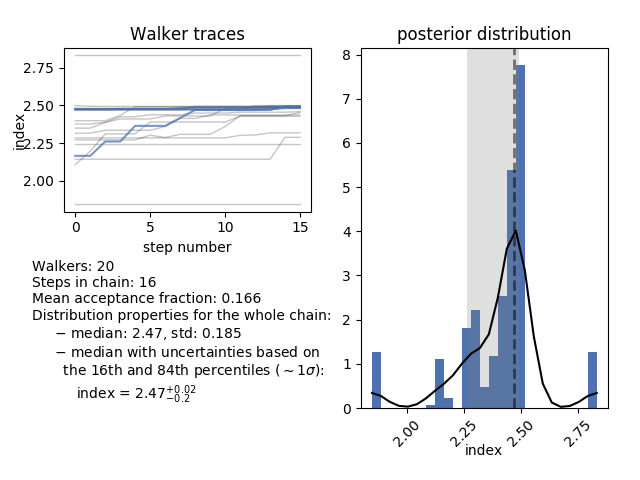 Walker traces
2.75
2.50
2.25
2.00
index
0
5
10
15
step number
Walkers: 20
Steps in chain: 16
Mean acceptance fraction: 0.166
Distribution properties for the whole chain:
− median: 2.47, std: 0.185
− median with uncertainties based on
the 16th and 84th percentiles (∼1σ):
index = 2.47$^{+0.02}_{-0.2}$
posterior distribution
8
7
6
5
4
3
2
1
0
2.00
2.25
2.50
2.75
index